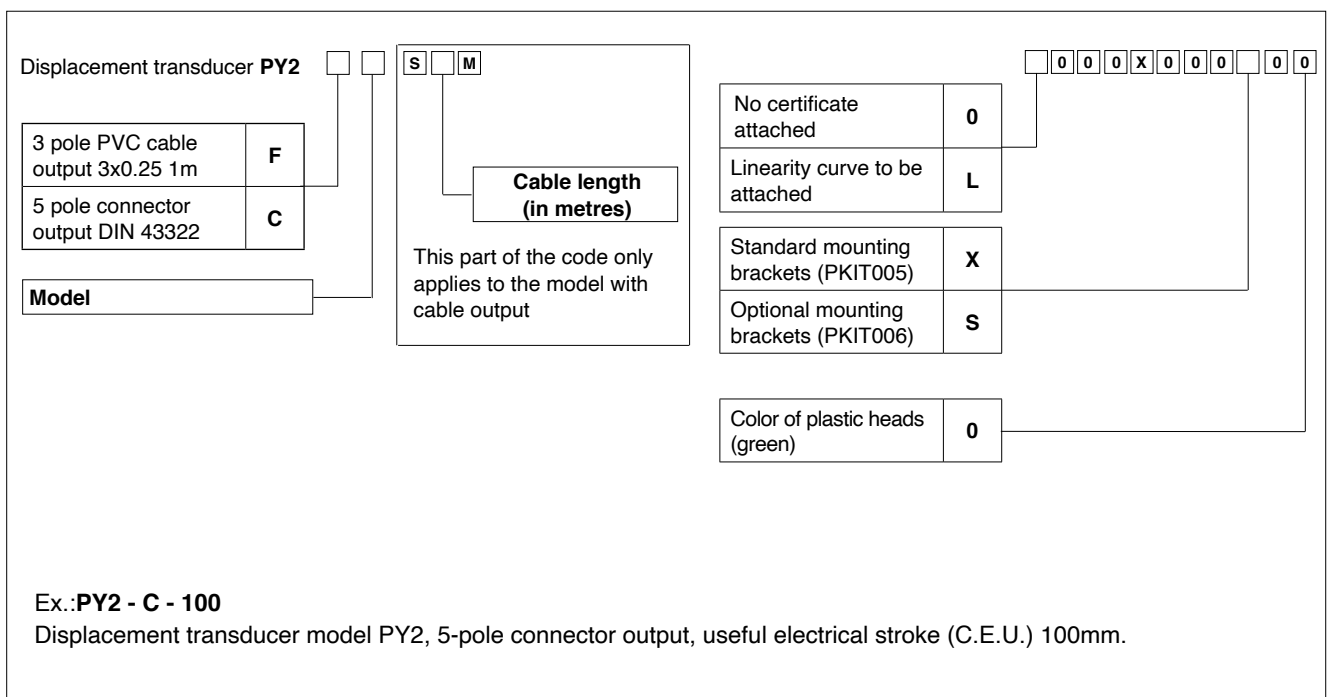 Displacement transducer PY2
S M
0 0 0 X 0 0 0 0 0
3 pole PVC cable
output 3x0.25 1m
F
5 pole connector
output DIN 43322
C
Model
Cable length
(in metres)
This part of the code only
applies to the model with
cable output
No certificate
attached
0
Linearity curve to be
attached
L
Standard mounting
brackets (PKIT005)
X
Optional mounting
brackets (PKIT006)
S
Color of plastic heads
(green)
0
Ex.:PY2 - C - 100
Displacement transducer model PY2, 5-pole connector output, useful electrical stroke (C.E.U.) 100mm.